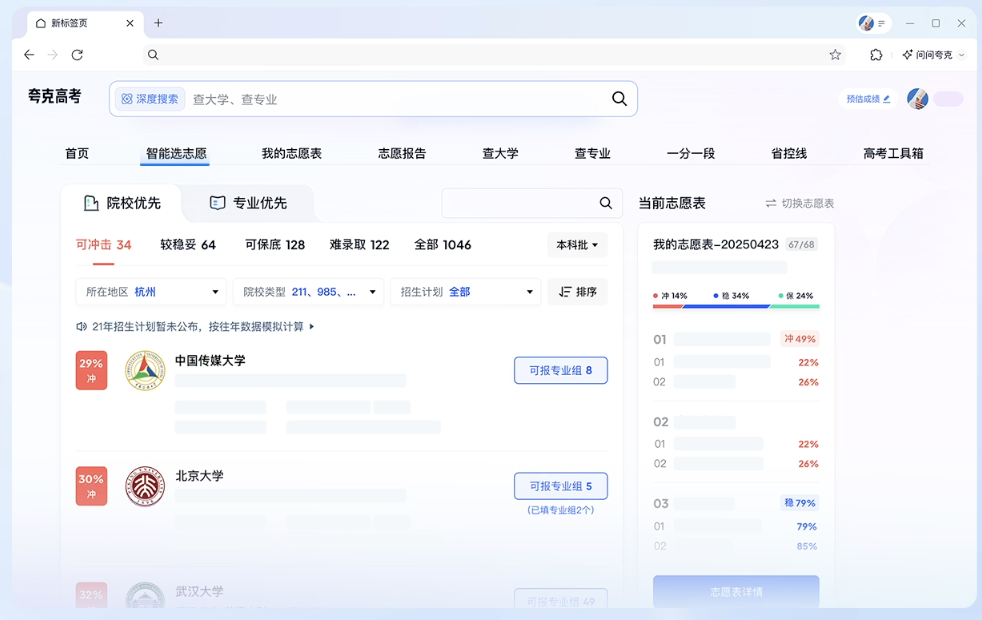 新标签页
问问夸克
夸克高考
深度搜索 查大学、查专业
预估成绩
首页 智能选志愿 我的志愿表 志愿报告 查大学 查专业 一分一段 省控线 高考工具箱
院校优先 专业优先
可冲击 34 较稳妥 64 可保底 128 难录取 122 全部 1046 本科批
所在地区 杭州 院校类型 211、985、... 招生计划 全部 排序
21年招生计划暂未公布，按往年数据模拟计算
29%
冲
中国传媒大学
可报专业组 8
30%
冲
北京大学
可报专业组 5
(已填专业组2个)
32%
武汉大学
可报专业组 49
当前志愿表 切换志愿表
我的志愿表-20250423 67/68
冲 14% 稳 34% 保 24%
01 冲 49%
01 22%
02 26%
02
01 22%
02 26%
03 稳 79%
01 79%
02 85%
志愿表详情